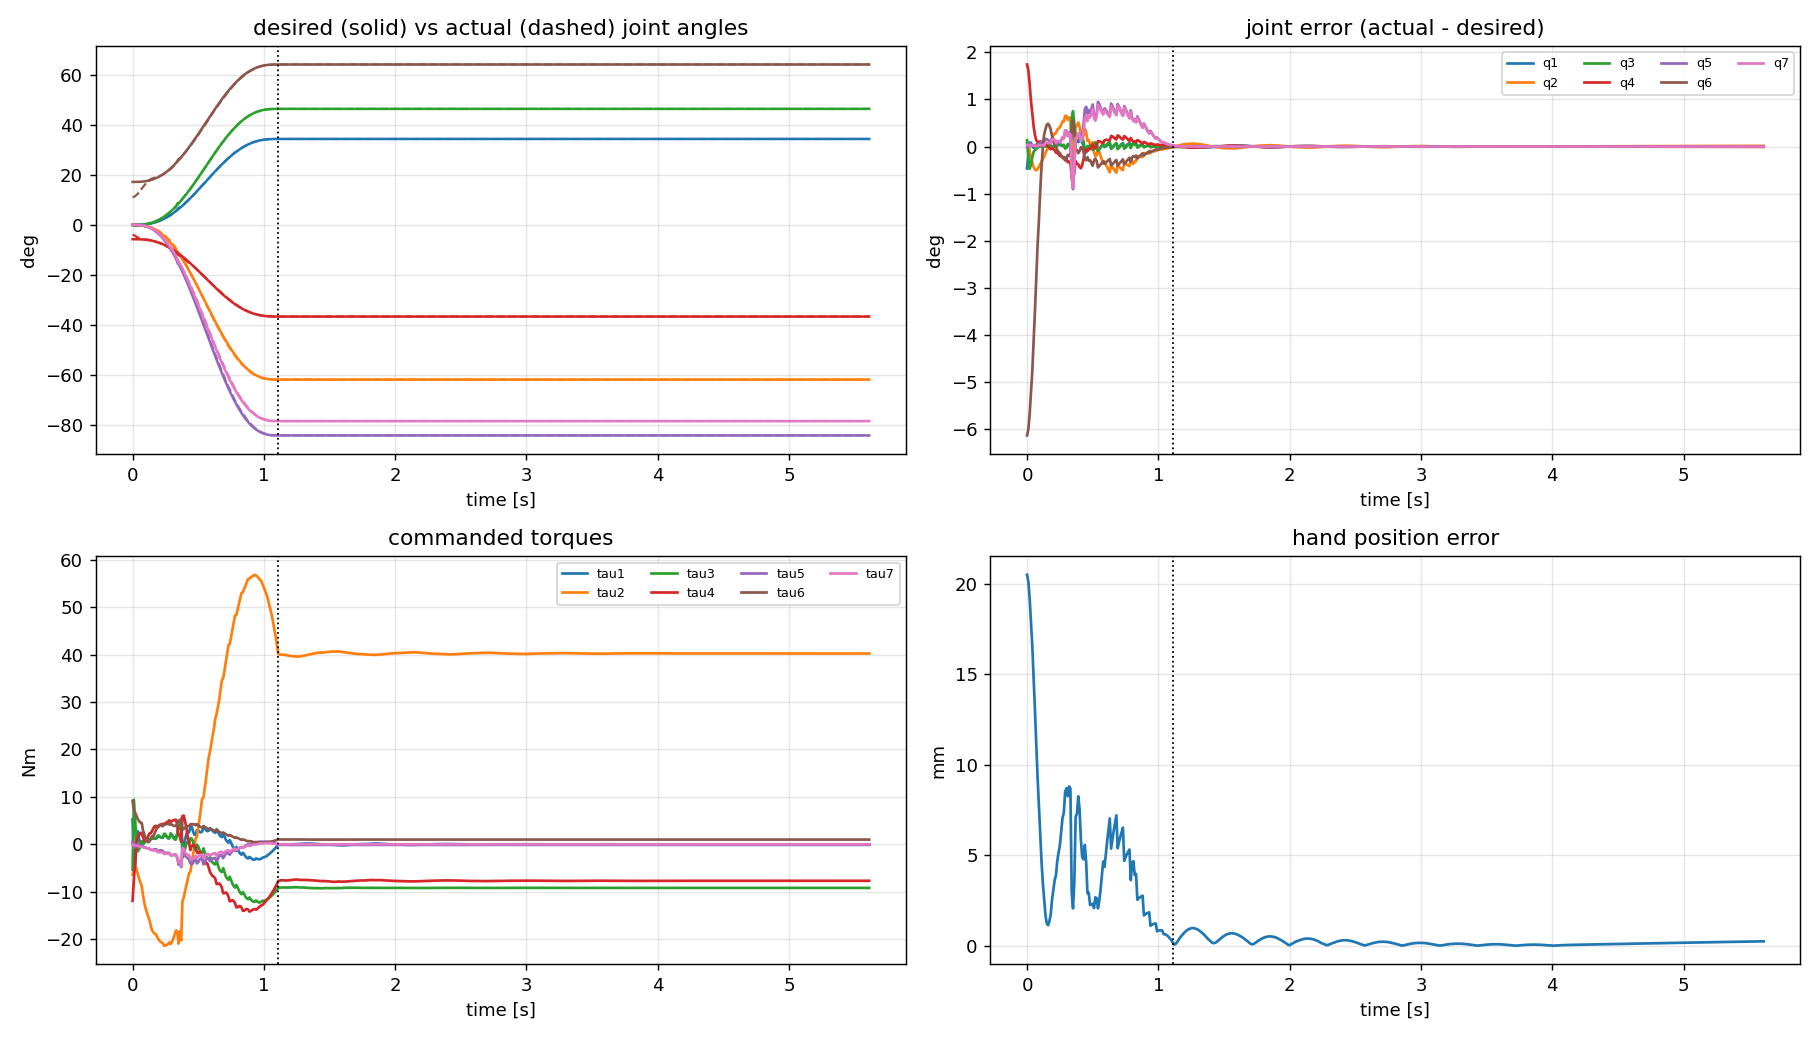 desired (solid) vs actual (dashed) joint angles
60
40
20
0
−20
−40
−60
−80
deg
0
1
2
3
4
5
time [s]
joint error (actual - desired)
q1
q3
q5
q7
q2
q4
q6
2
1
0
−1
−2
−3
−4
−5
−6
deg
0
1
2
3
4
5
time [s]
commanded torques
tau1
tau3
tau5
tau7
tau2
tau4
tau6
60
50
40
30
20
10
0
−10
−20
Nm
0
1
2
3
4
5
time [s]
hand position error
20
15
10
5
0
mm
0
1
2
3
4
5
time [s]